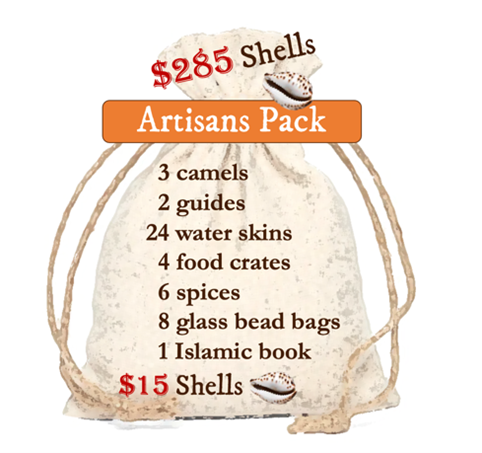 $285 Shells
Artisans Pack
3 camels
2 guides
24 water skins
4 food crates
6 spices
8 glass bead bags
1 Islamic book
$15 Shells